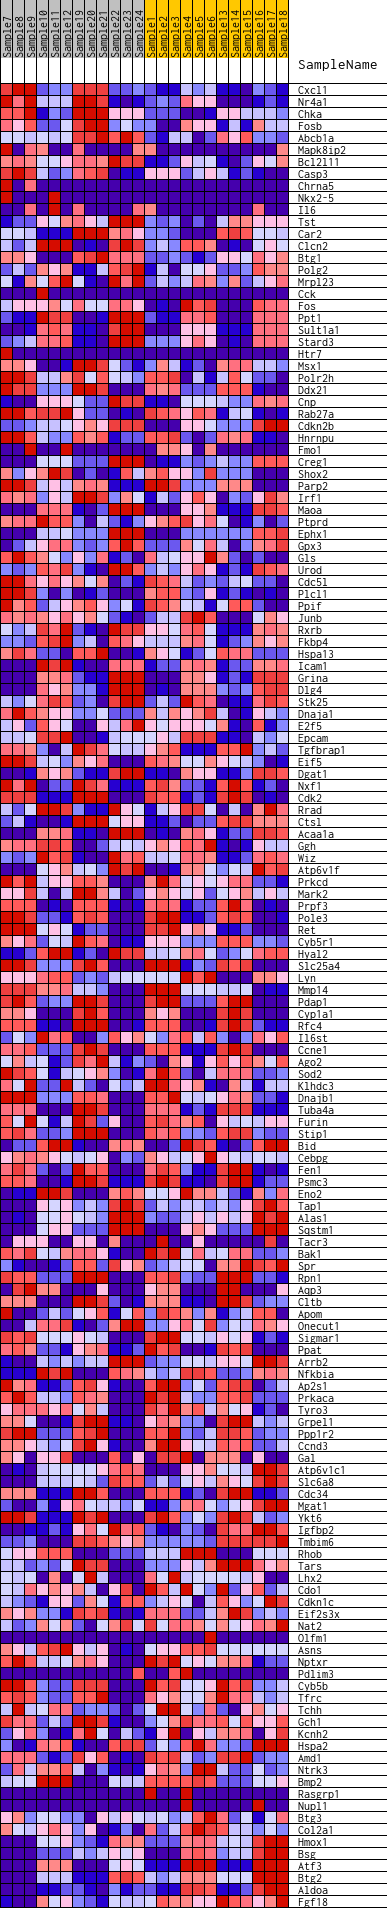 Sample7
Sample8
Sample9
Sample10
Sample11
Sample12
Sample19
Sample20
Sample21
Sample22
Sample23
Sample24
Sample1
Sample2
Sample3
Sample4
Sample5
Sample6
Sample13
Sample14
Sample15
Sample16
Sample17
Sample18
SampleName
Cxcl1
Nr4a1
Chka
Fosb
Abcb1a
Mapk8ip2
Bcl2l11
Casp3
Chrna5
Nkx2-5
Il6
Tst
Car2
Clcn2
Btg1
Polg2
Mrpl23
Cck
Fos
Ppt1
Sult1a1
Stard3
Htr7
Msx1
Polr2h
Ddx21
Cnp
Rab27a
Cdkn2b
Hnrnpu
Fmo1
Creg1
Shox2
Parp2
Irf1
Maoa
Ptprd
Ephx1
Gpx3
Gls
Urod
Cdc5l
Plcl1
Ppif
Junb
Rxrb
Fkbp4
Hspa13
Icam1
Grina
Dlg4
Stk25
Dnaja1
E2f5
Epcam
Tgfbrap1
Eif5
Dgat1
Nxf1
Cdk2
Rrad
Ctsl
Acaa1a
Ggh
Wiz
Atp6v1f
Prkcd
Mark2
Prpf3
Pole3
Ret
Cyb5r1
Hyal2
Slc25a4
Lyn
Mmp14
Pdap1
Cyp1a1
Rfc4
Il6st
Ccne1
Ago2
Sod2
Klhdc3
Dnajb1
Tuba4a
Furin
Stip1
Bid
Cebpg
Fen1
Psmc3
Eno2
Tap1
Alas1
Sqstm1
Tacr3
Bak1
Spr
Rpn1
Aqp3
Cltb
Apom
Onecut1
Sigmar1
Ppat
Arrb2
Nfkbia
Ap2s1
Prkaca
Tyro3
Grpel1
Ppp1r2
Ccnd3
Gal
Atp6v1c1
Slc6a8
Cdc34
Mgat1
Ykt6
Igfbp2
Tmbim6
Rhob
Tars
Lhx2
Cdo1
Cdkn1c
Eif2s3x
Nat2
Olfm1
Asns
Nptxr
Pdlim3
Cyb5b
Tfrc
Tchh
Gch1
Kcnh2
Hspa2
Amd1
Ntrk3
Bmp2
Rasgrp1
Nupl1
Btg3
Col2a1
Hmox1
Bsg
Atf3
Btg2
Aldoa
Fgf18